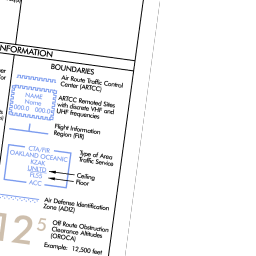 INFORMATION
BOUNDARIES
Air Route Traffic Control
Center (ARTCC)
NAME
Name
000.0 000.0
ARTCC Remoted Sites
with discrete VHF and
UHF frequencies
Flight Information
Region (FIR)
CTA/FIR
OAKLAND OCEANIC
KZAK
UNLTD
FL55
ACC
Type of Area
Traffic Service
Ceiling
Floor
Air Defense Identification
Zone (ADIZ)
12 5
Off Route Obstruction
Clearance Altitudes
(OROCA)
Example: 12,500 feet